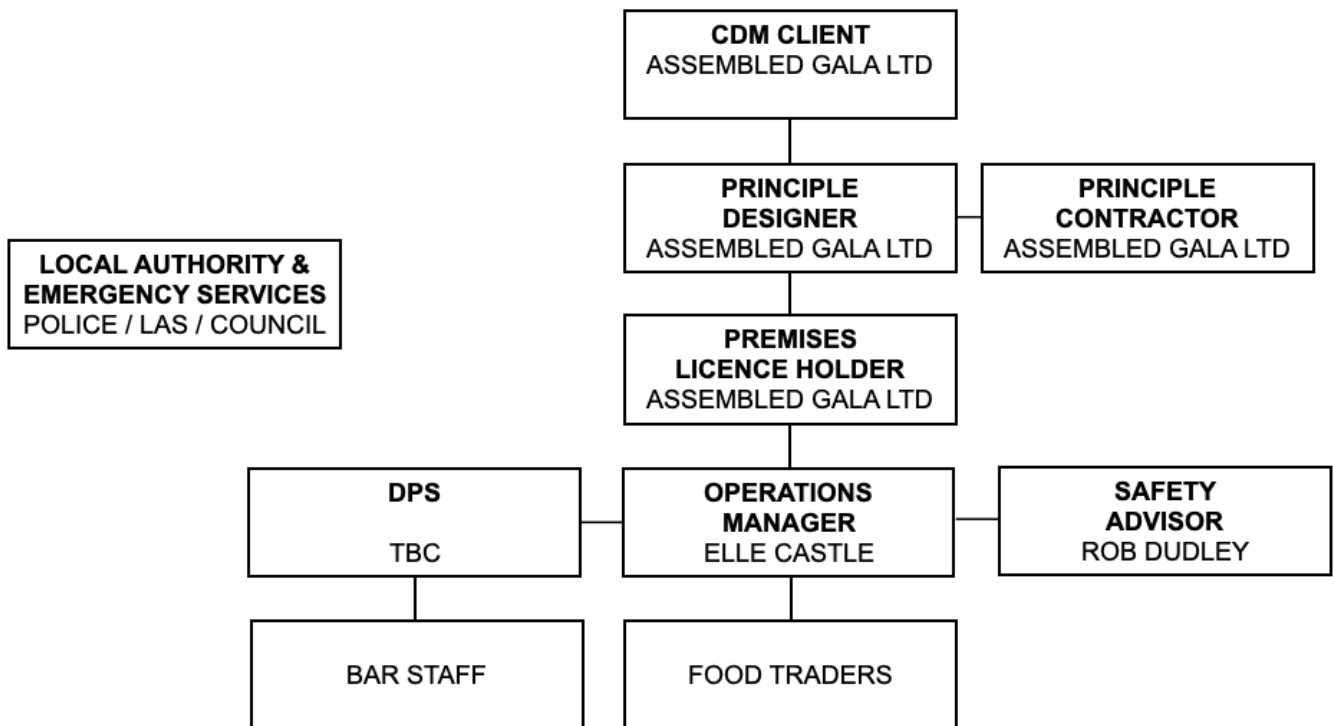 CDM CLIENT
ASSEMBLED GALA LTD
PRINCIPLE
DESIGNER
ASSEMBLED GALA LTD
PRINCIPLE
CONTRACTOR
ASSEMBLED GALA LTD
LOCAL AUTHORITY &
EMERGENCY SERVICES
POLICE / LAS / COUNCIL
PREMISES
LICENCE HOLDER
ASSEMBLED GALA LTD
DPS
TBC
OPERATIONS
MANAGER
ELLE CASTLE
SAFETY
ADVISOR
ROB DUDLEY
BAR STAFF
FOOD TRADERS